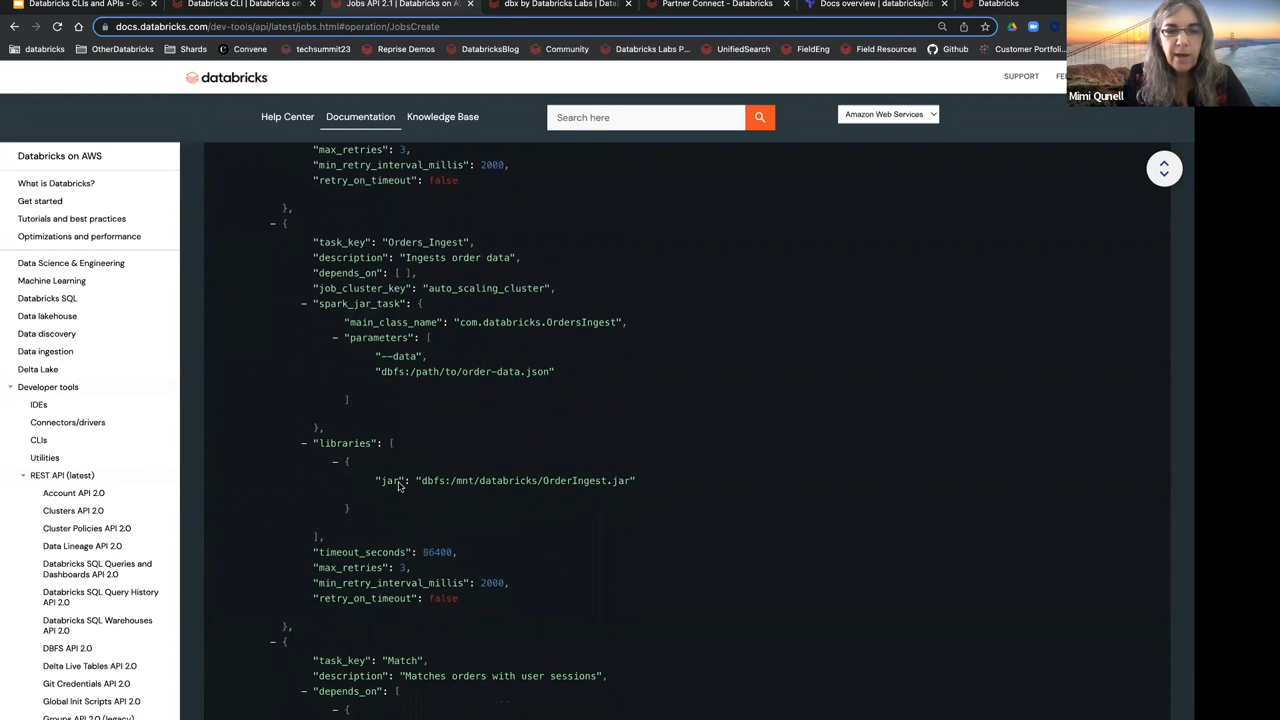 Databricks CLIs and APIs - Go
Databricks CLI | Databricks on
Jobs API 2.1 | Databricks on A
dbx by Databricks Labs | Data
Partner Connect - Databricks
Docs overview | databricks/da
Databricks
docs.databricks.com/dev-tools/api/latest/jobs.html#operation/JobsCreate
databricks
OtherDatabricks
Shards
Convene
techsummit23
Reprise Demos
DatabricksBlog
Community
Databricks Labs P...
UnifiedSearch
FieldEng
Field Resources
Github
Customer Portfoli...
Mimi Qunell
databricks
SUPPORT
Help Center
Documentation
Knowledge Base
Search here
Amazon Web Services
Databricks on AWS
What is Databricks?
Get started
Tutorials and best practices
Optimizations and performance
Data Science & Engineering
Machine Learning
Databricks SQL
Data lakehouse
Data discovery
Data ingestion
Delta Lake
Developer tools
IDEs
Connectors/drivers
CLIs
Utilities
REST API (latest)
Account API 2.0
Clusters API 2.0
Cluster Policies API 2.0
Data Lineage API 2.0
Databricks SQL Queries and
Dashboards API 2.0
Databricks SQL Query History
API 2.0
Databricks SQL Warehouses
API 2.0
DBFS API 2.0
Delta Live Tables API 2.0
Git Credentials API 2.0
Global Init Scripts API 2.0
Groups API 2.0 (legacy)
"max_retries": 3,
"min_retry_interval_millis": 2000,
"retry_on_timeout": false
},
- {
"task_key": "Orders_Ingest",
"description": "Ingests order data",
"depends_on": [ ],
"job_cluster_key": "auto_scaling_cluster",
- "spark_jar_task": {
"main_class_name": "com.databricks.OrdersIngest",
- "parameters": [
"--data",
"dbfs:/path/to/order-data.json"
]
},
- "libraries": [
- {
"jar": "dbfs:/mnt/databricks/OrderIngest.jar"
}
],
"timeout_seconds": 86400,
"max_retries": 3,
"min_retry_interval_millis": 2000,
"retry_on_timeout": false
},
- {
"task_key": "Match",
"description": "Matches orders with user sessions",
- "depends_on": [
- {